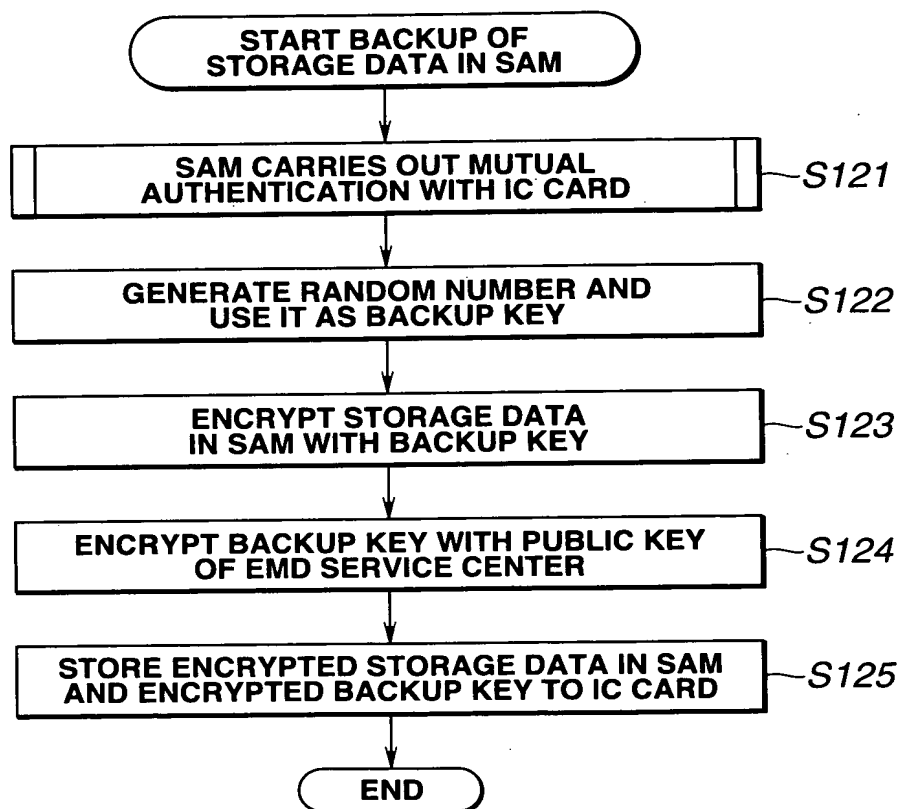 START BACKUP OF
STORAGE DATA IN SAM
SAM CARRIES OUT MUTUAL
AUTHENTICATION WITH IC CARD
S121
GENERATE RANDOM NUMBER AND
USE IT AS BACKUP KEY
S122
ENCRYPT STORAGE DATA
IN SAM WITH BACKUP KEY
S123
ENCRYPT BACKUP KEY WITH PUBLIC KEY
OF EMD SERVICE CENTER
S124
STORE ENCRYPTED STORAGE DATA IN SAM
AND ENCRYPTED BACKUP KEY TO IC CARD
S125
END